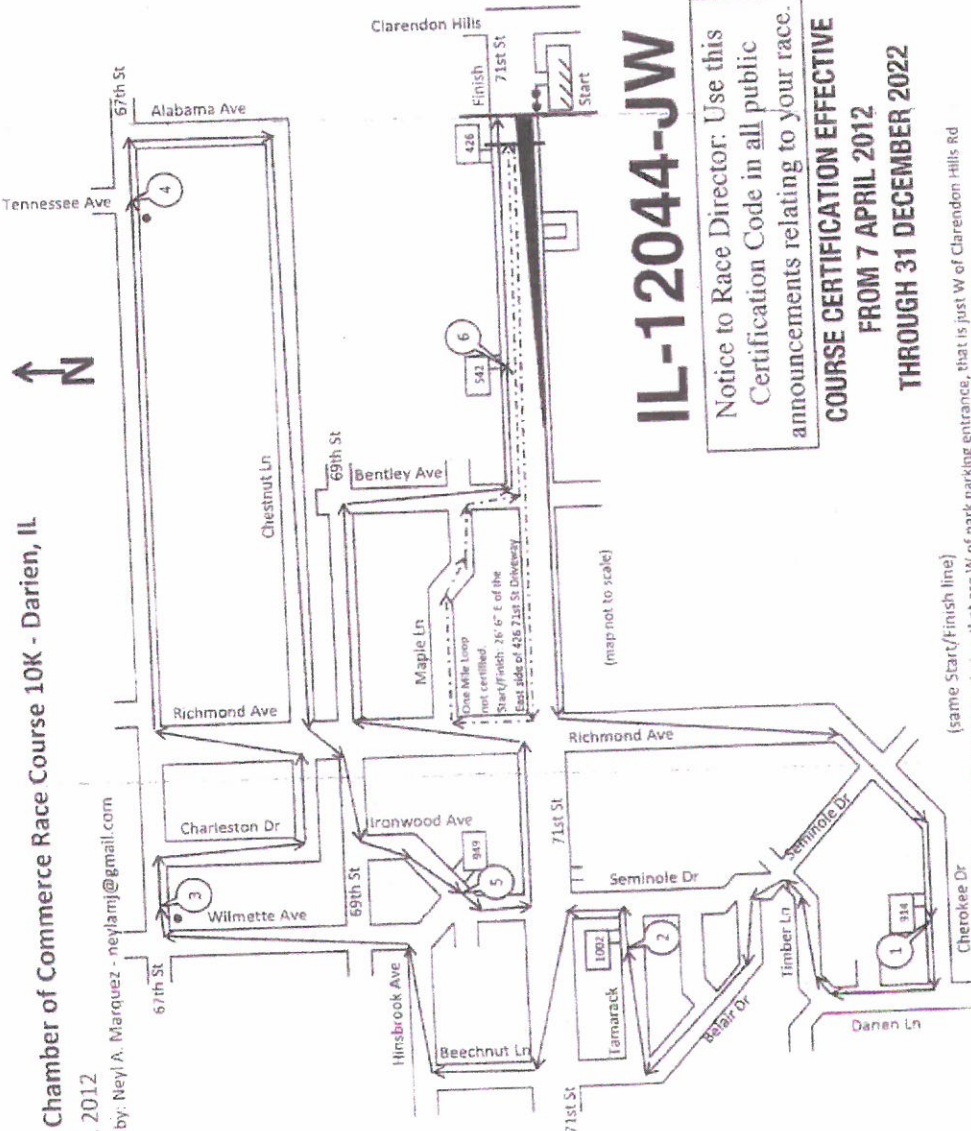 Chamber of Commerce Race Course 10K - Darien, IL
2012
by: Neyl A. Marquez - neylamj@gmail.com
N
Tennessee Ave
67th St
Alabama Ave
4
Clarendon Hills
Finish
71st St
Start
426
6
542
Chestnut Ln
69th St
Bentley Ave
Maple Ln
Richmond Ave
One Mile Loop
not certified.
Start/Finish 26' 6" E of the
East side of 426 71st St Driveway
Charleston Dr
3
Wilmette Ave
67th St
69th St
Ironwood Ave
949
5
Hinsbrook Ave
Beechnut Ln
71st St
71st St
Richmond Ave
Seminole Dr
Seminole Dr
1002
2
Tamarack
Belair Dr
Timber Ln
914
1
Cherokee Dr
Darien Ln
(map not to scale)
IL-12044-JW
Notice to Race Director: Use this
Certification Code in all public
announcements relating to your race.
COURSE CERTIFICATION EFFECTIVE
FROM 7 APRIL 2012
THROUGH 31 DECEMBER 2022
(same Start/Finish line)
W of park parking entrance, that is just W of Clarendon Hills Rd